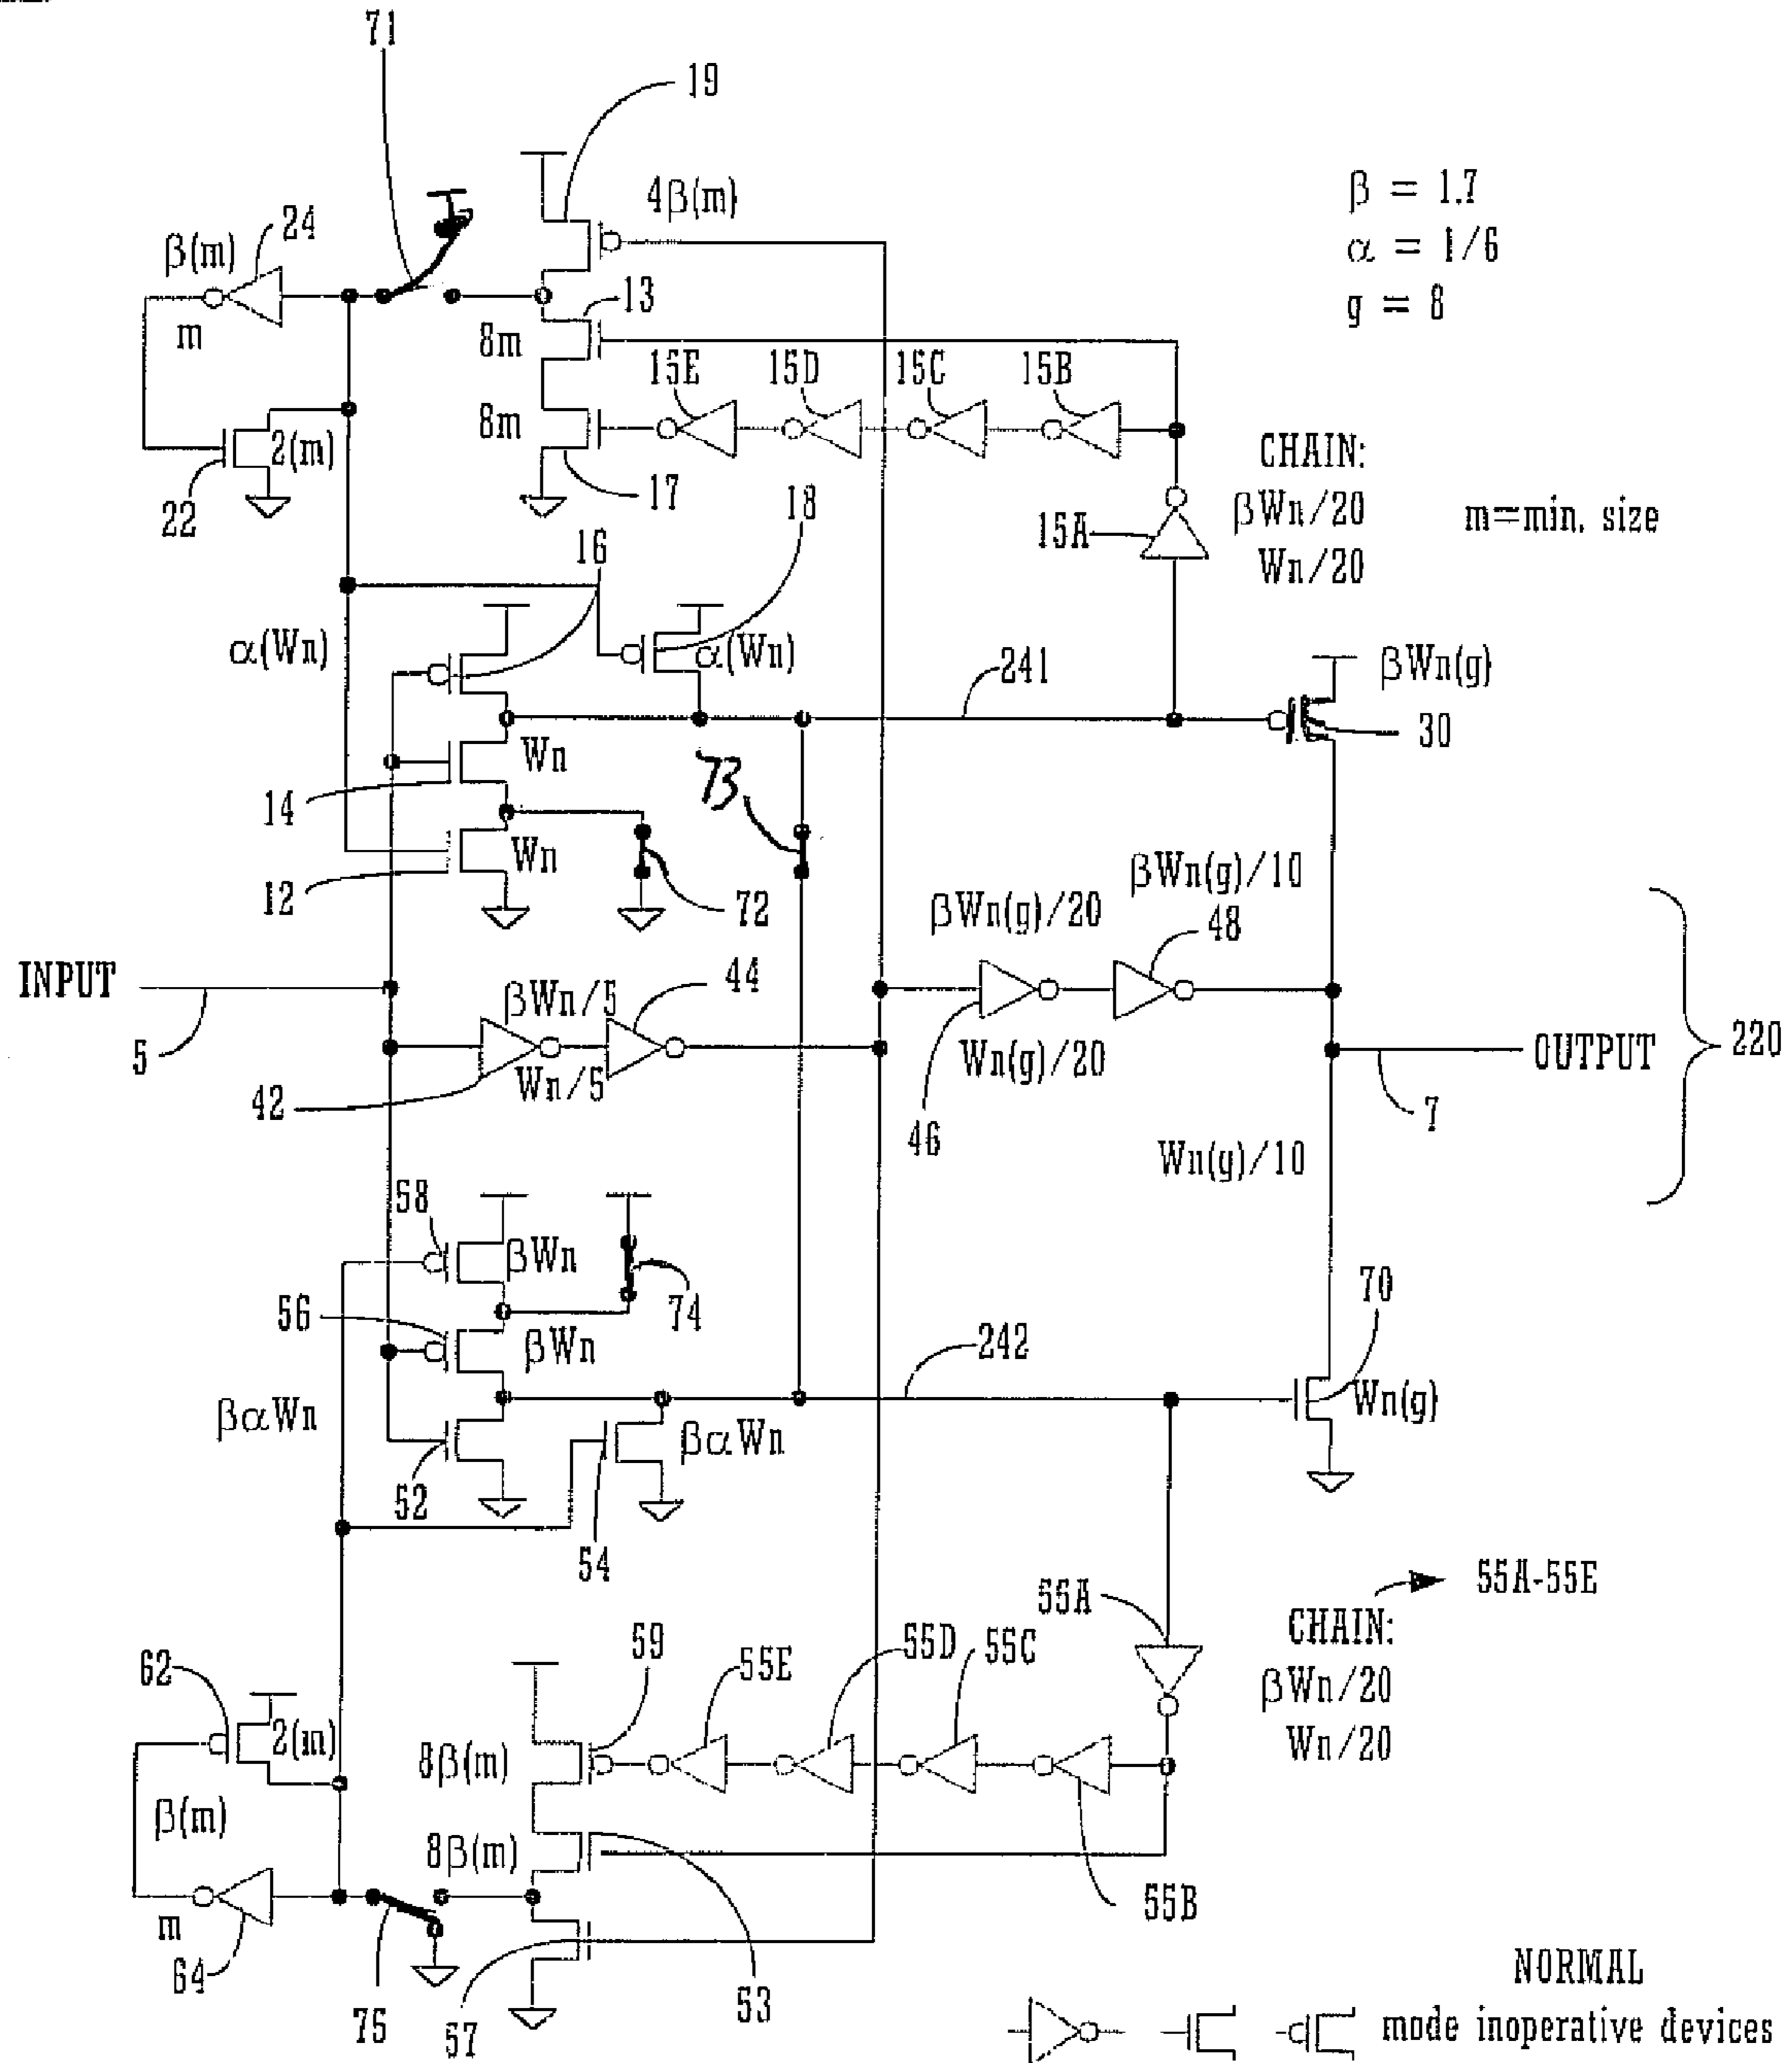 71
19
4β(m)
β = 1.7
α = 1/6
g = 8
β(m)
24
m
13
8m
15E
15D
15C
15B
8m
2(m)
22
17
18
16
CHAIN:
βWn/20
Wn/20
m=min. size
15A
α(Wn)
α(Wn)
241
βWn(g)
30
Wn
73
14
Wn
12
72
βWn(g)/10
βWn(g)/20
48
INPUT
5
44
βWn/5
Wn/5
42
Wn(g)/20
46
OUTPUT
7
220
Wn(g)/10
58
βWn
74
56
βWn
242
70
Wn(g)
βαWn
βαWn
52
54
55A-55E
55A
CHAIN:
βWn/20
Wn/20
59
55E
55D
55C
62
2(m)
8β(m)
β(m)
8β(m)
55B
m
64
75
57
53
NORMAL
mode inoperative devices